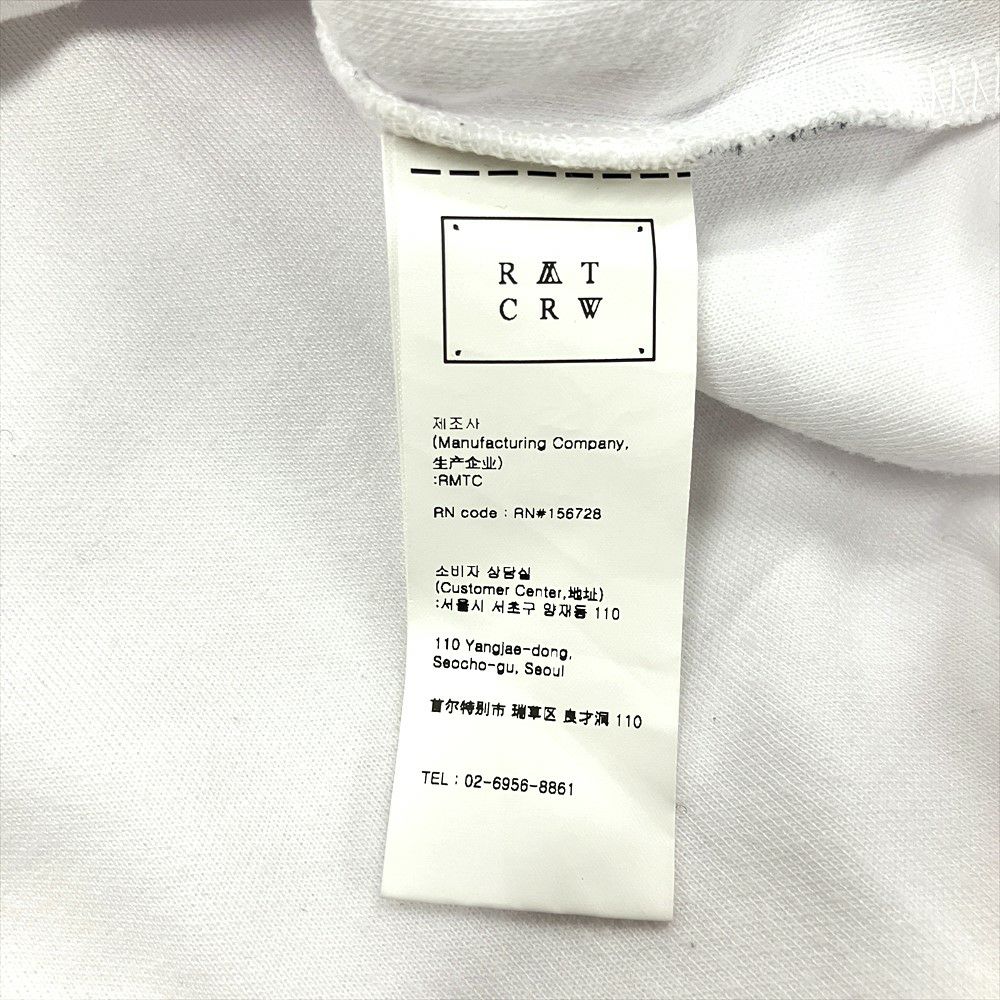 RMT
CRW
제조사
(Manufacturing Company,
生产企业)
:RMTC
RN code : RN#156728
소비자 상담실
(Customer Center,地址)
:서울시 서초구 양재동 110
110 Yangjae-dong,
Seocho-gu, Seoul
首尔特别市 瑞草区 良才洞 110
TEL : 02-6956-8861